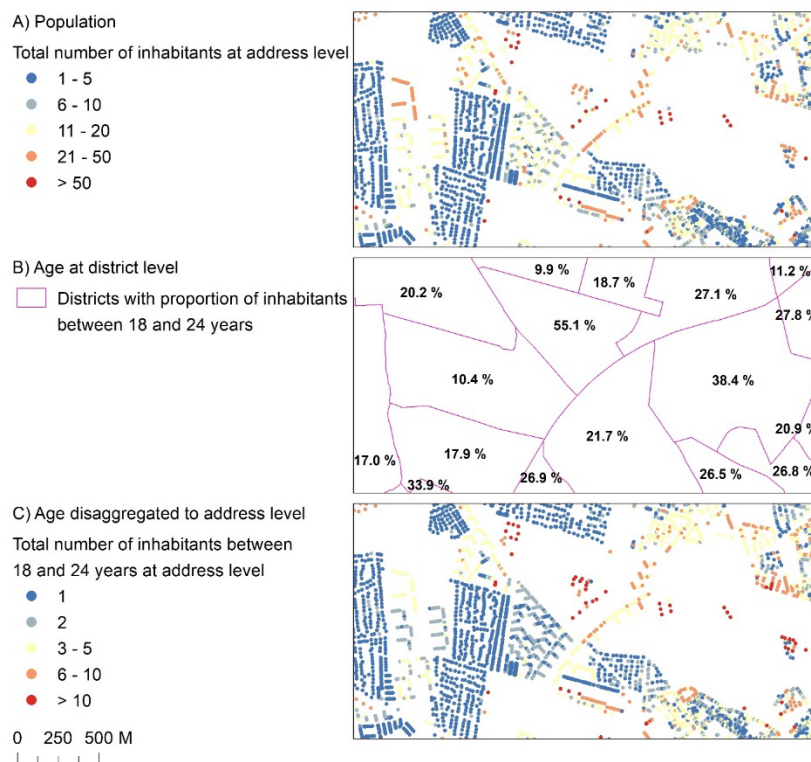 A) Population
Total number of inhabitants at address level
1 - 5
6 - 10
11 - 20
21 - 50
> 50
B) Age at district level
Districts with proportion of inhabitants
between 18 and 24 years
9.9 %
11.2 %
18.7 %
20.2 %
27.1 %
27.8 %
55.1 %
10.4 %
38.4 %
20.9 %
21.7 %
17.9 %
17.0 %
26.8 %
26.5 %
26.9 %
33.9 %
C) Age disaggregated to address level
Total number of inhabitants between
18 and 24 years at address level
1
2
3 - 5
6 - 10
> 10
0 250 500 M